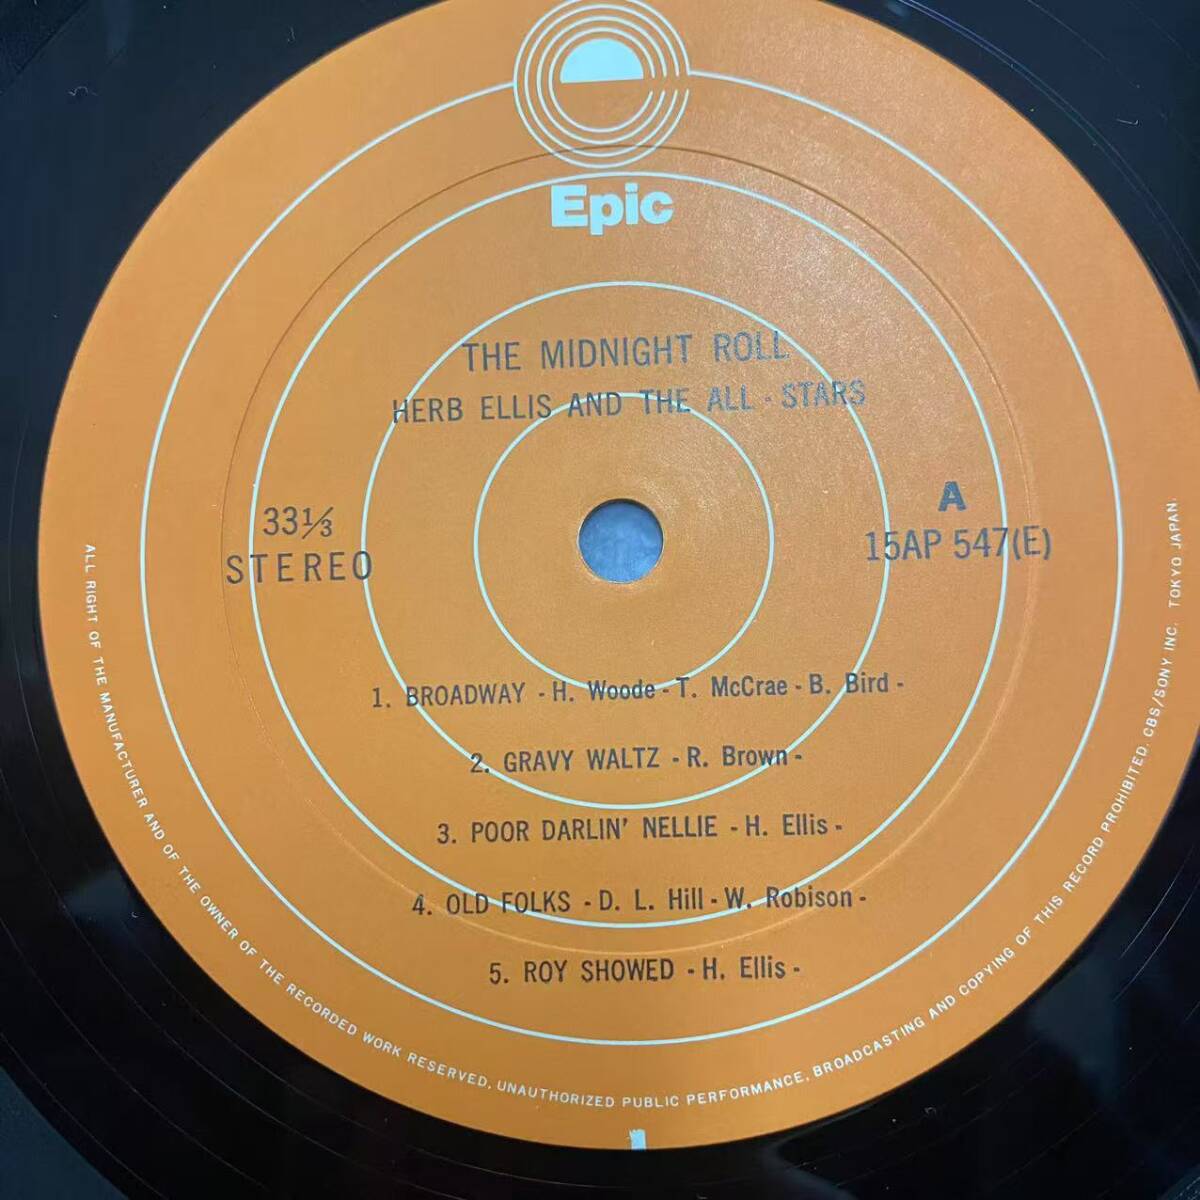 Epic
THE MIDNIGHT ROLL
HERB ELLIS AND THE ALL - STARS
33⅓
STEREO
A
15AP 547(E)
1. BROADWAY - H. Woode - T. McCrae - B. Bird -
2. GRAVY WALTZ - R. Brown -
3. POOR DARLIN' NELLIE - H. Ellis -
4. OLD FOLKS - D. L. Hill - W. Robison -
5. ROY SHOWED - H. Ellis -
ALL RIGHT OF THE MANUFACTURER AND OF THE OWNER OF THE RECORDED WORK RESERVED. UNAUTHORIZED PUBLIC PERFORMANCE, BROADCASTING AND COPYING OF THIS RECORD PROHIBITED. CBS/SONY INC. TOKYO JAPAN.